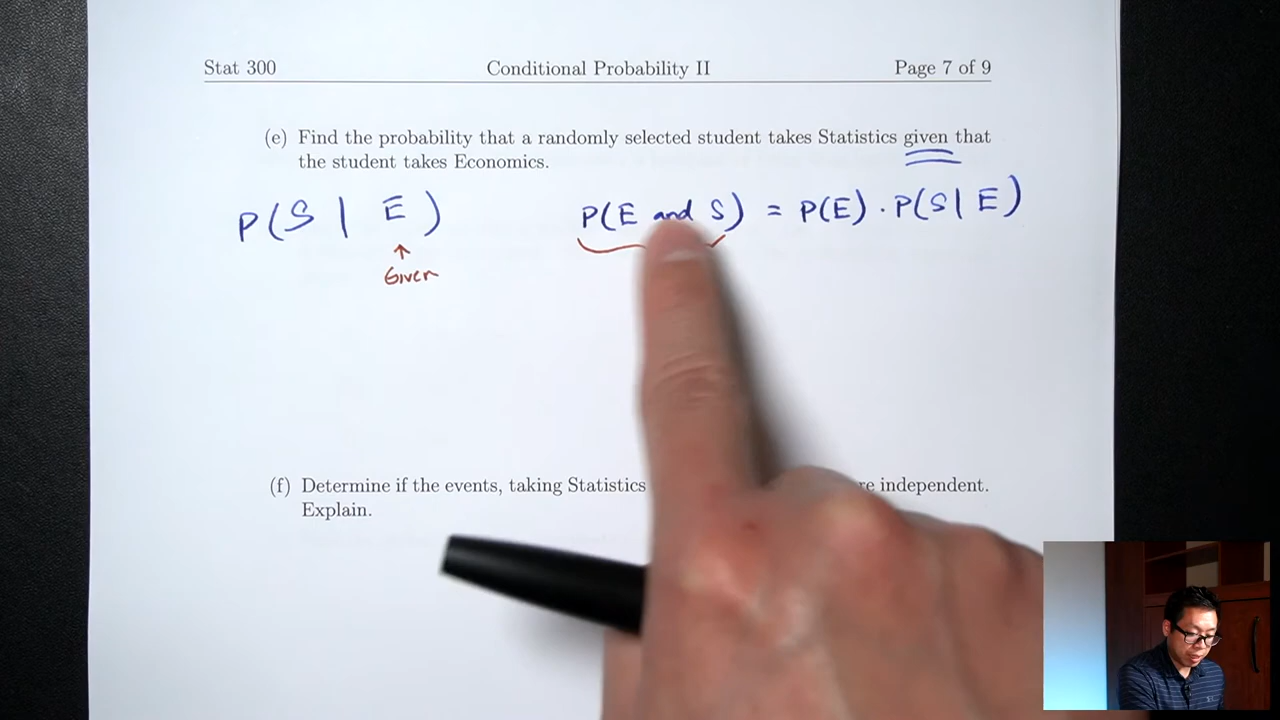 Stat 300 Conditional Probability II Page 7 of 9
(e) Find the probability that a randomly selected student takes Statistics given that
the student takes Economics.
P(S | E) P(E and S) = P(E) · P(S | E)
↑
Given
(f) Determine if the events, taking Statistics independent.
Explain.